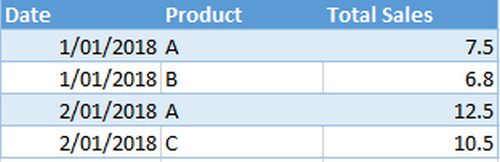 Date Product Total Sales
1/01/2018 A 7.5
1/01/2018 B 6.8
2/01/2018 A 12.5
2/01/2018 C 10.5